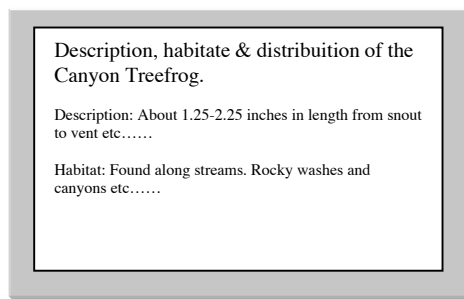 Description, habitate & distribuition of the
Canyon Treefrog.
Description: About 1.25-2.25 inches in length from snout
to vent etc……
Habitat: Found along streams. Rocky washes and
canyons etc……